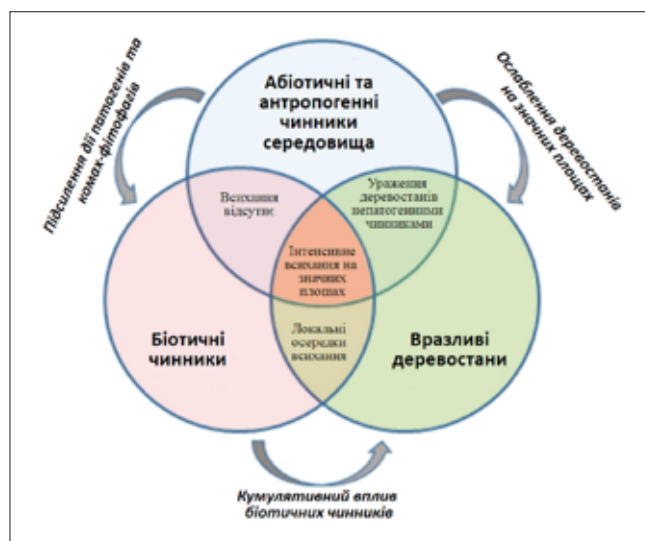 Підсилення дії патогенів та
комах-фітофагів
Абіотичні та
антропогенні
чинники
середовища
Ослаблення деревостанів
на значних площах
Всихання
відсутнє
Ураження
деревостанів
непатогенними
чинниками
Інтенсивне
всихання на
значних
площах
Біотичні
чинники
Локальні
осередки
всихання
Вразливі
деревостани
Кумулятивний вплив
біотичних чинників